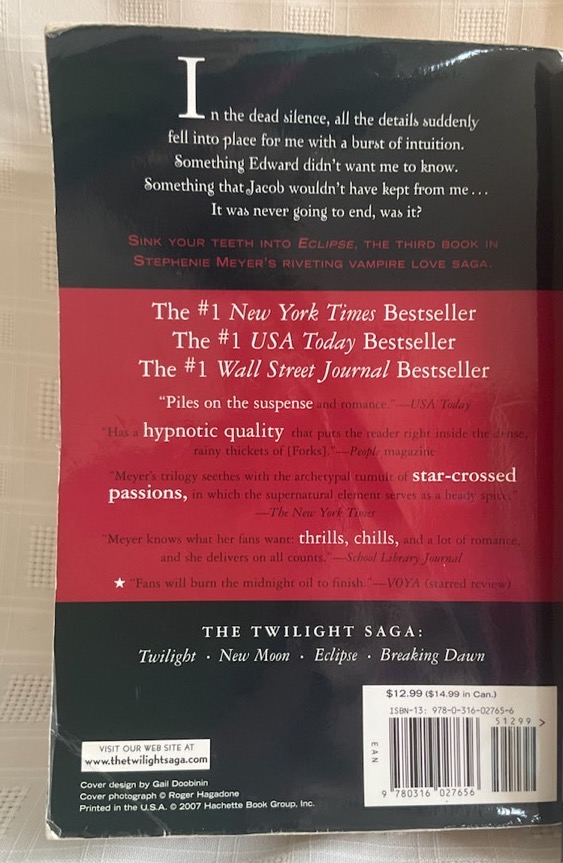 In the dead silence, all the details suddenly
fell into place for me with a burst of intuition.
Something Edward didn't want me to know.
Something that Jacob wouldn't have kept from me...
It was never going to end, was it?
SINK YOUR TEETH INTO ECLIPSE, THE THIRD BOOK IN
STEPHENIE MEYER'S RIVETING VAMPIRE LOVE SAGA.
The #1 New York Times Bestseller
The #1 USA Today Bestseller
The #1 Wall Street Journal Bestseller
"Piles on the suspense and romance."—USA Today
"Has a hypnotic quality that puts the reader right inside the dense,
rainy thickets of [Forks]."—People magazine
"Meyer's trilogy seethes with the archetypal tumult of star-crossed
passions, in which the supernatural element serves as a heady spice."
—The New York Times
"Meyer knows what her fans want: thrills, chills, and a lot of romance,
and she delivers on all counts."—School Library Journal
★ "Fans will burn the midnight oil to finish."—VOYA (starred review)
THE TWILIGHT SAGA:
Twilight · New Moon · Eclipse · Breaking Dawn
$12.99 ($14.99 in Can.)
ISBN-13: 978-0-316-02765-6
51299 >
EAN
9 780316 027656
VISIT OUR WEB SITE AT
www.thetwilightsaga.com
Cover design by Gail Doobinin
Cover photograph © Roger Hagadone
Printed in the U.S.A. © 2007 Hachette Book Group, Inc.